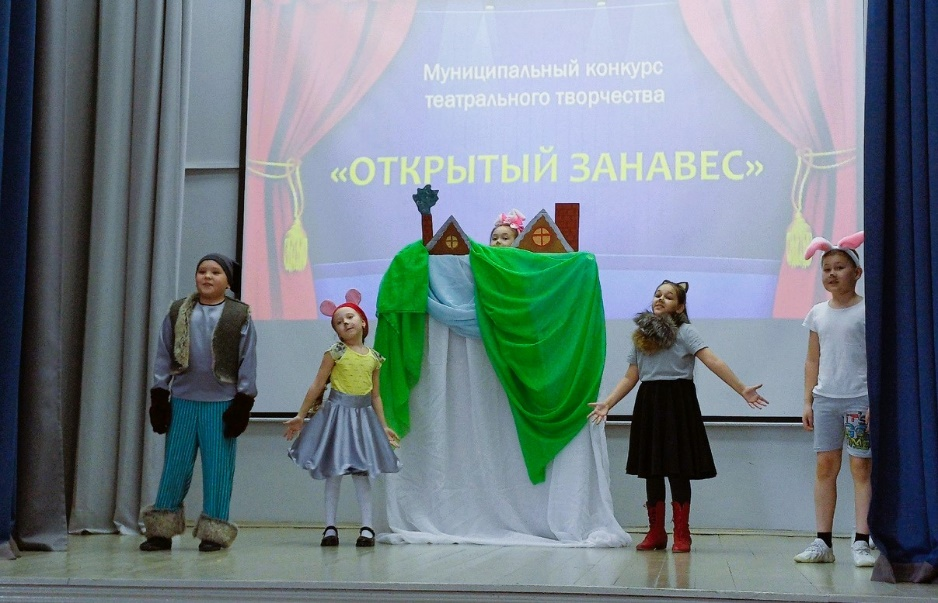 Муниципальный конкурс
театрального творчества
«ОТКРЫТЫЙ ЗАНАВЕС»